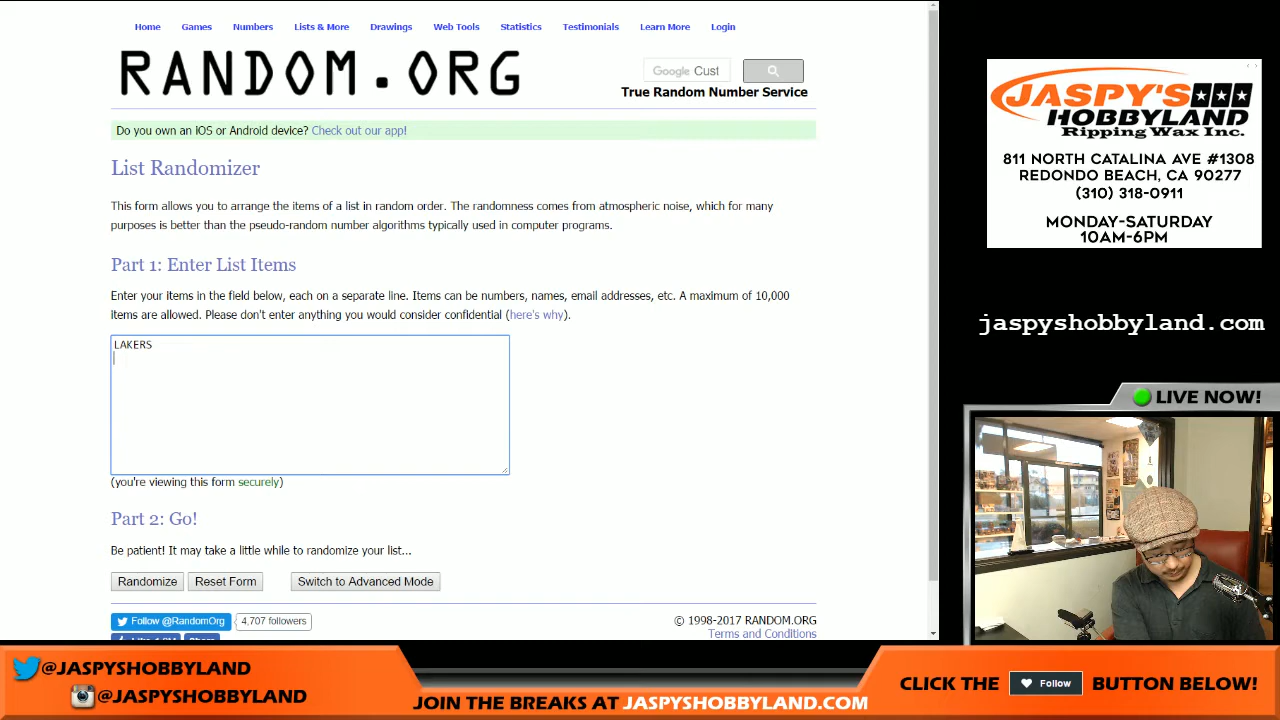 Home Games Numbers Lists & More Drawings Web Tools Statistics Testimonials Learn More Login
RANDOM.ORG
Google Cust
True Random Number Service
Do you own an iOS or Android device? Check out our app!
List Randomizer
This form allows you to arrange the items of a list in random order. The randomness comes from atmospheric noise, which for many
purposes is better than the pseudo-random number algorithms typically used in computer programs.
Part 1: Enter List Items
Enter your items in the field below, each on a separate line. Items can be numbers, names, email addresses, etc. A maximum of 10,000
items are allowed. Please don't enter anything you would consider confidential (here's why).
LAKERS
(you're viewing this form securely)
Part 2: Go!
Be patient! It may take a little while to randomize your list...
Randomize Reset Form Switch to Advanced Mode
Follow @RandomOrg 4,707 followers
© 1998-2017 RANDOM.ORG
Terms and Conditions
JASPY'S
HOBBYLAND
Ripping Wax Inc.
811 NORTH CATALINA AVE #1308
REDONDO BEACH, CA 90277
(310) 318-0911
MONDAY-SATURDAY
10AM-6PM
jaspyshobbyland.com
LIVE NOW!
@JASPYSHOBBYLAND
@JASPYSHOBBYLAND
JOIN THE BREAKS AT JASPYSHOBBYLAND.COM
CLICK THE Follow BUTTON BELOW!